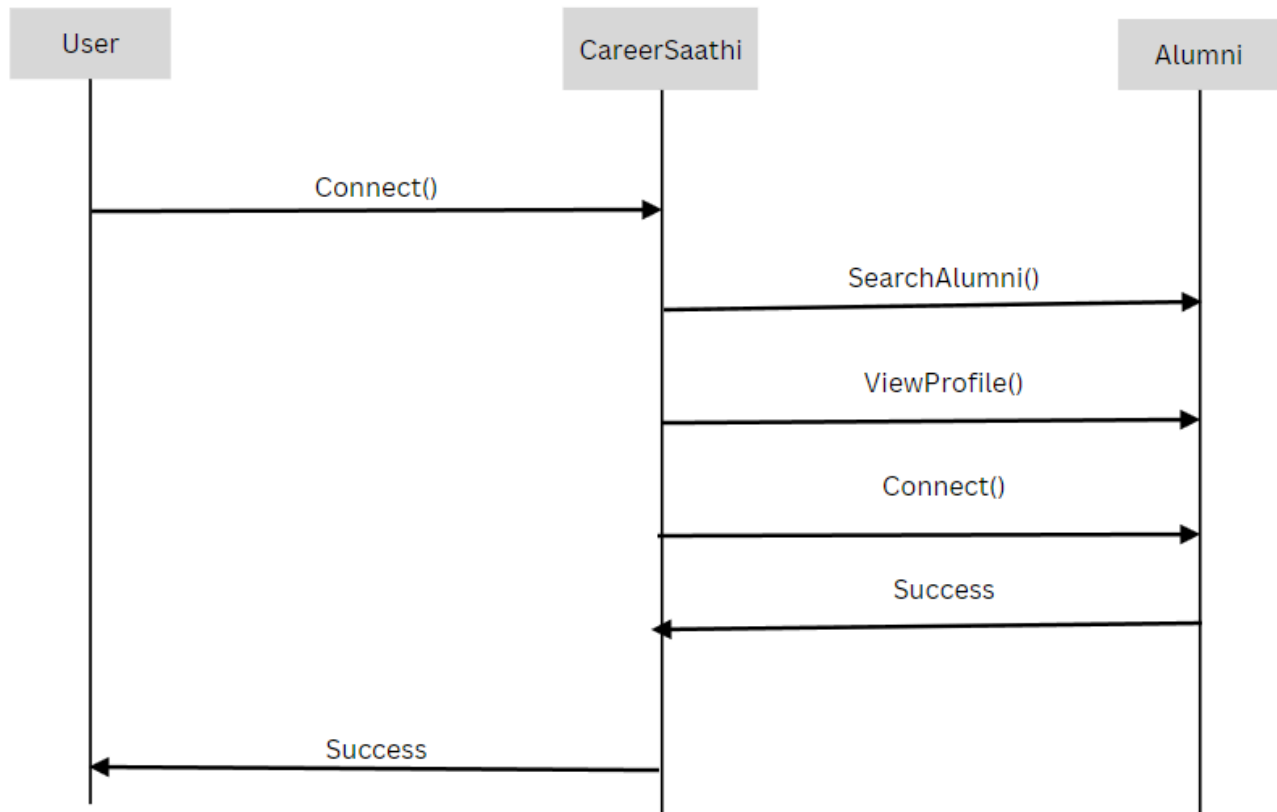 User
CareerSaathi
Alumni
Connect()
SearchAlumni()
ViewProfile()
Connect()
Success
Success